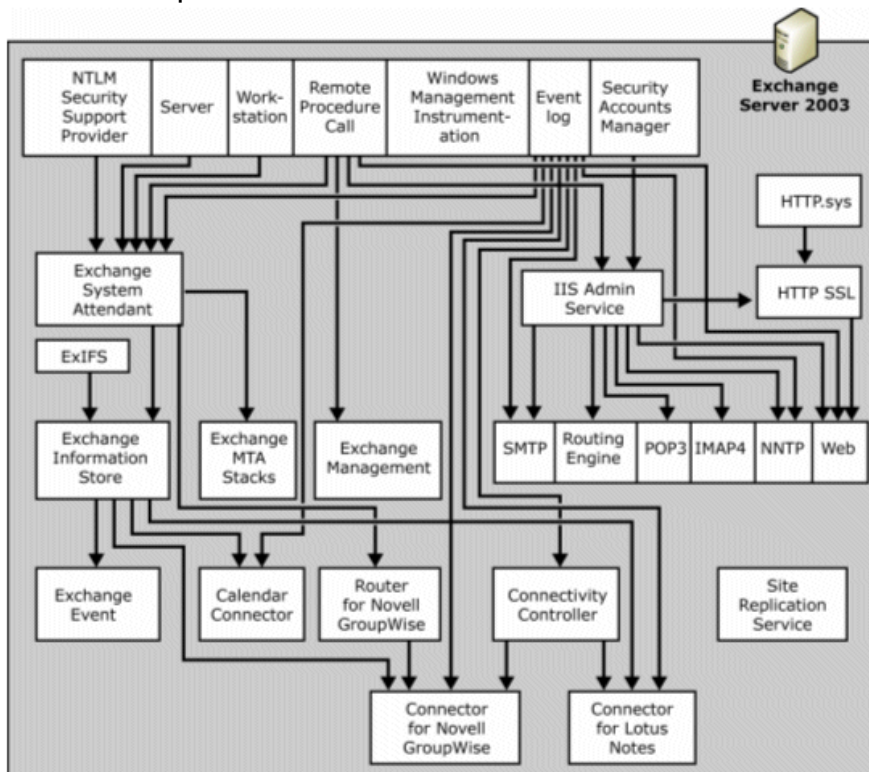 NTLM
Security
Support
Provider
Server
Work-
station
Remote
Procedure
Call
Windows
Management
Instrument-
ation
Event
log
Security
Accounts
Manager
Exchange
Server 2003
HTTP.sys
Exchange
System
Attendant
IIS Admin
Service
HTTP SSL
ExIFS
Exchange
Information
Store
Exchange
MTA
Stacks
Exchange
Management
SMTP
Routing
Engine
POP3
IMAP4
NNTP
Web
Exchange
Event
Calendar
Connector
Router
for Novell
GroupWise
Connectivity
Controller
Site
Replication
Service
Connector
for Novell
GroupWise
Connector
for Lotus
Notes